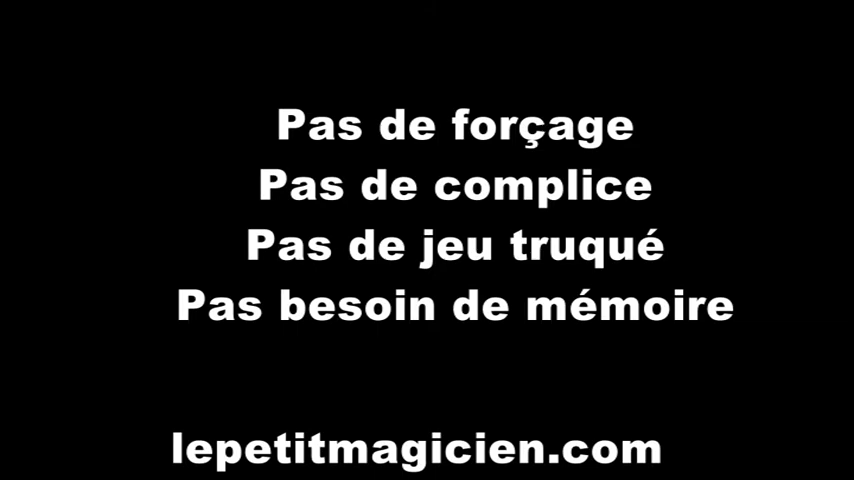 Pas de forçage
Pas de complice
Pas de jeu truqué
Pas besoin de mémoire
lepetitmagicien.com